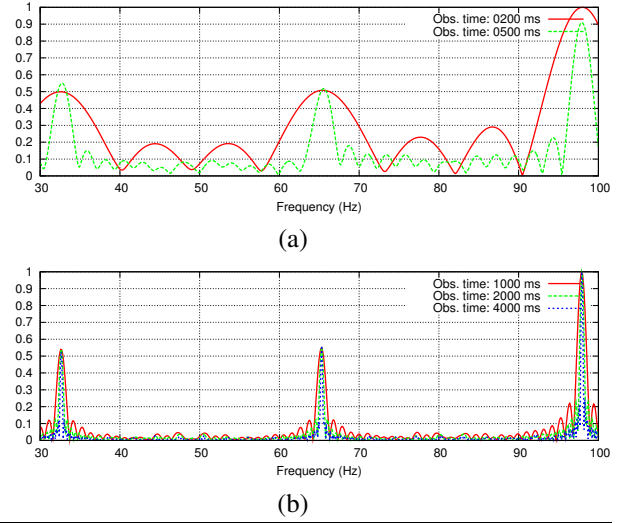 1
0.9
0.8
0.7
0.6
0.5
0.4
0.3
0.2
0.1
0
Obs. time: 0200 ms
Obs. time: 0500 ms
30 40 50 60 70 80 90 100
Frequency (Hz)
(a)
1
0.9
0.8
0.7
0.6
0.5
0.4
0.3
0.2
0.1
0
Obs. time: 1000 ms
Obs. time: 2000 ms
Obs. time: 4000 ms
30 40 50 60 70 80 90 100
Frequency (Hz)
(b)